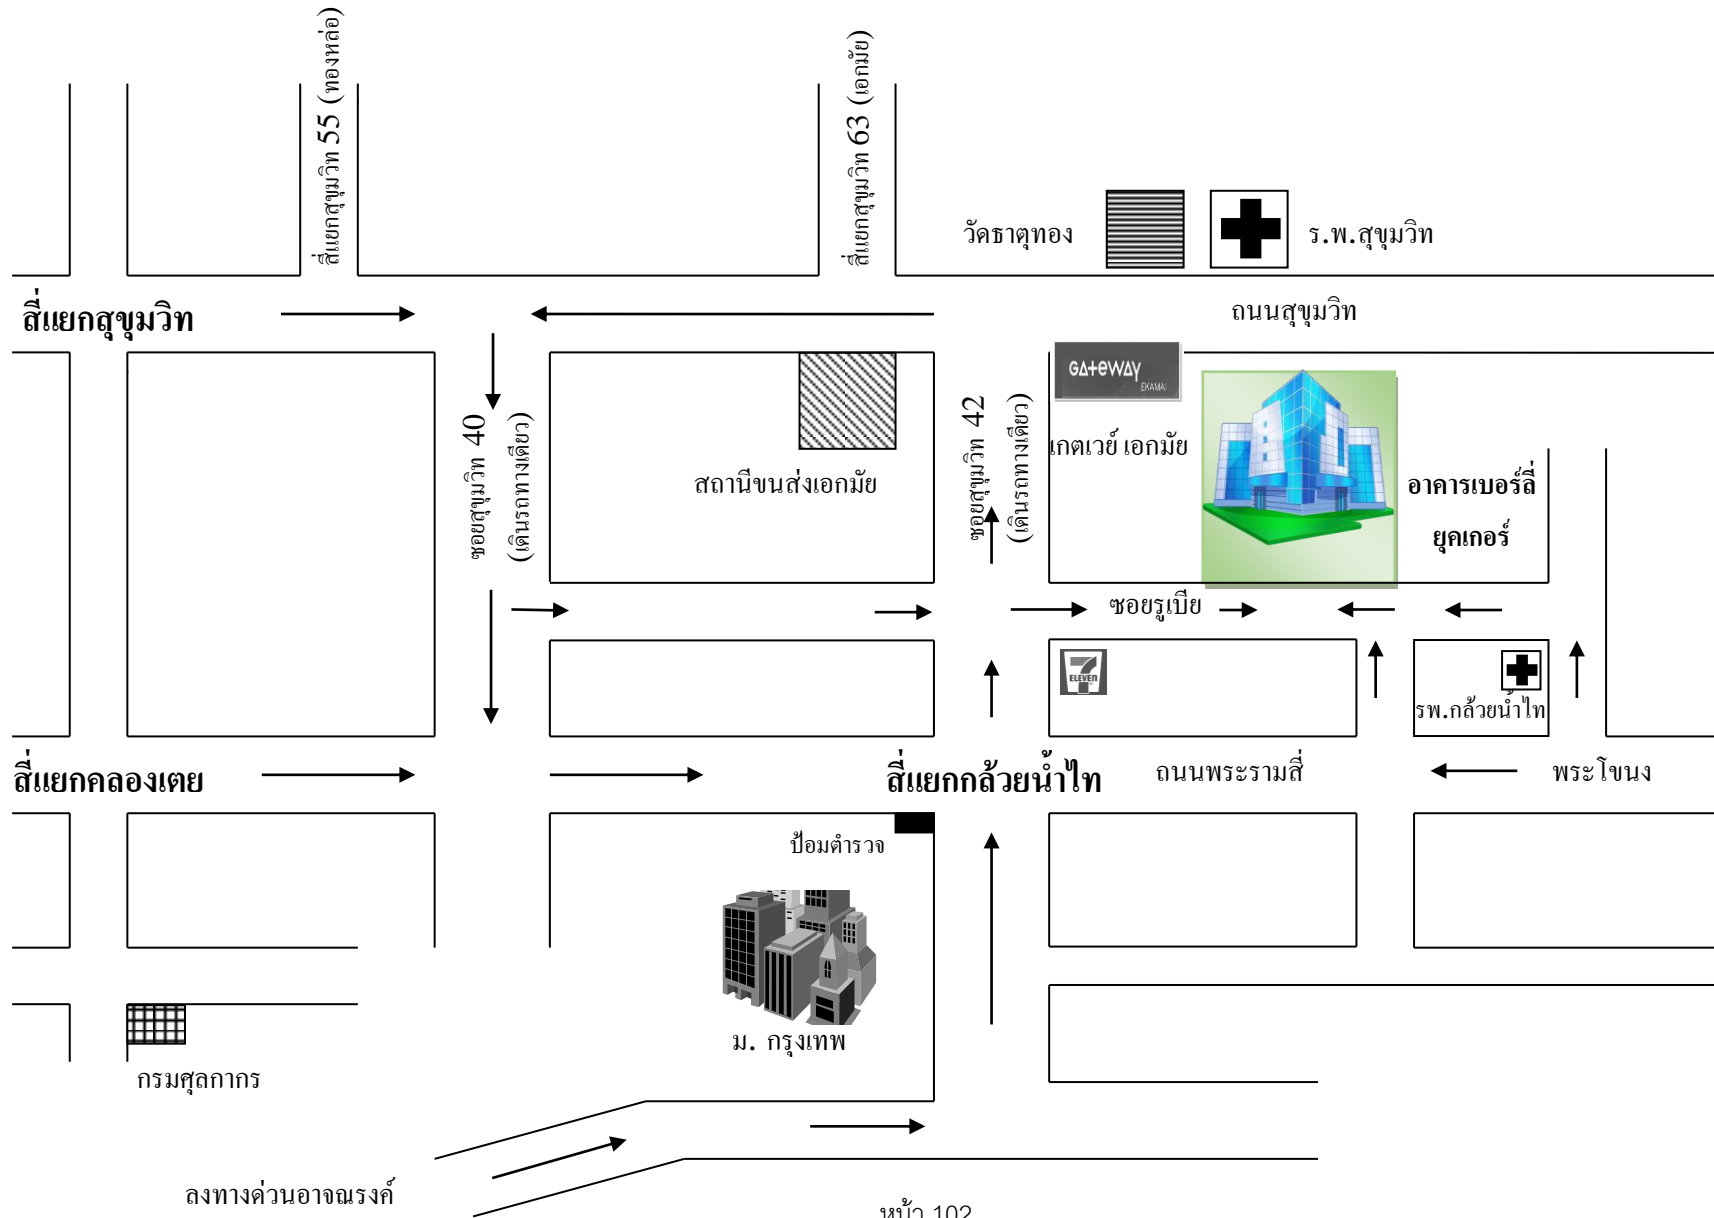 สี่แยกสุขุมวิท 55 (ทองหล่อ)
สี่แยกสุขุมวิท 63 (เอกมัย)
วัดธาตุทอง
ร.พ.สุขุมวิท
สี่แยกสุขุมวิท
ถนนสุขุมวิท
GATEWAY
EKAMAI
เกตเวย์ เอกมัย
ซอยสุขุมวิท 40
(เดินรถทางเดียว)
สถานีขนส่งเอกมัย
ซอยสุขุมวิท 42
(เดินรถทางเดียว)
อาคารเบอร์ลี่
ยุคเกอร์
ซอยรูเบีย
7
ELEVEN
รพ.กล้วยน้ำไท
สี่แยกคลองเตย
สี่แยกกล้วยน้ำไท
ถนนพระรามสี่
พระโขนง
ป้อมตำรวจ
ม. กรุงเทพ
กรมศุลกากร
ลงทางด่วนอาจณรงค์
หน้า 102